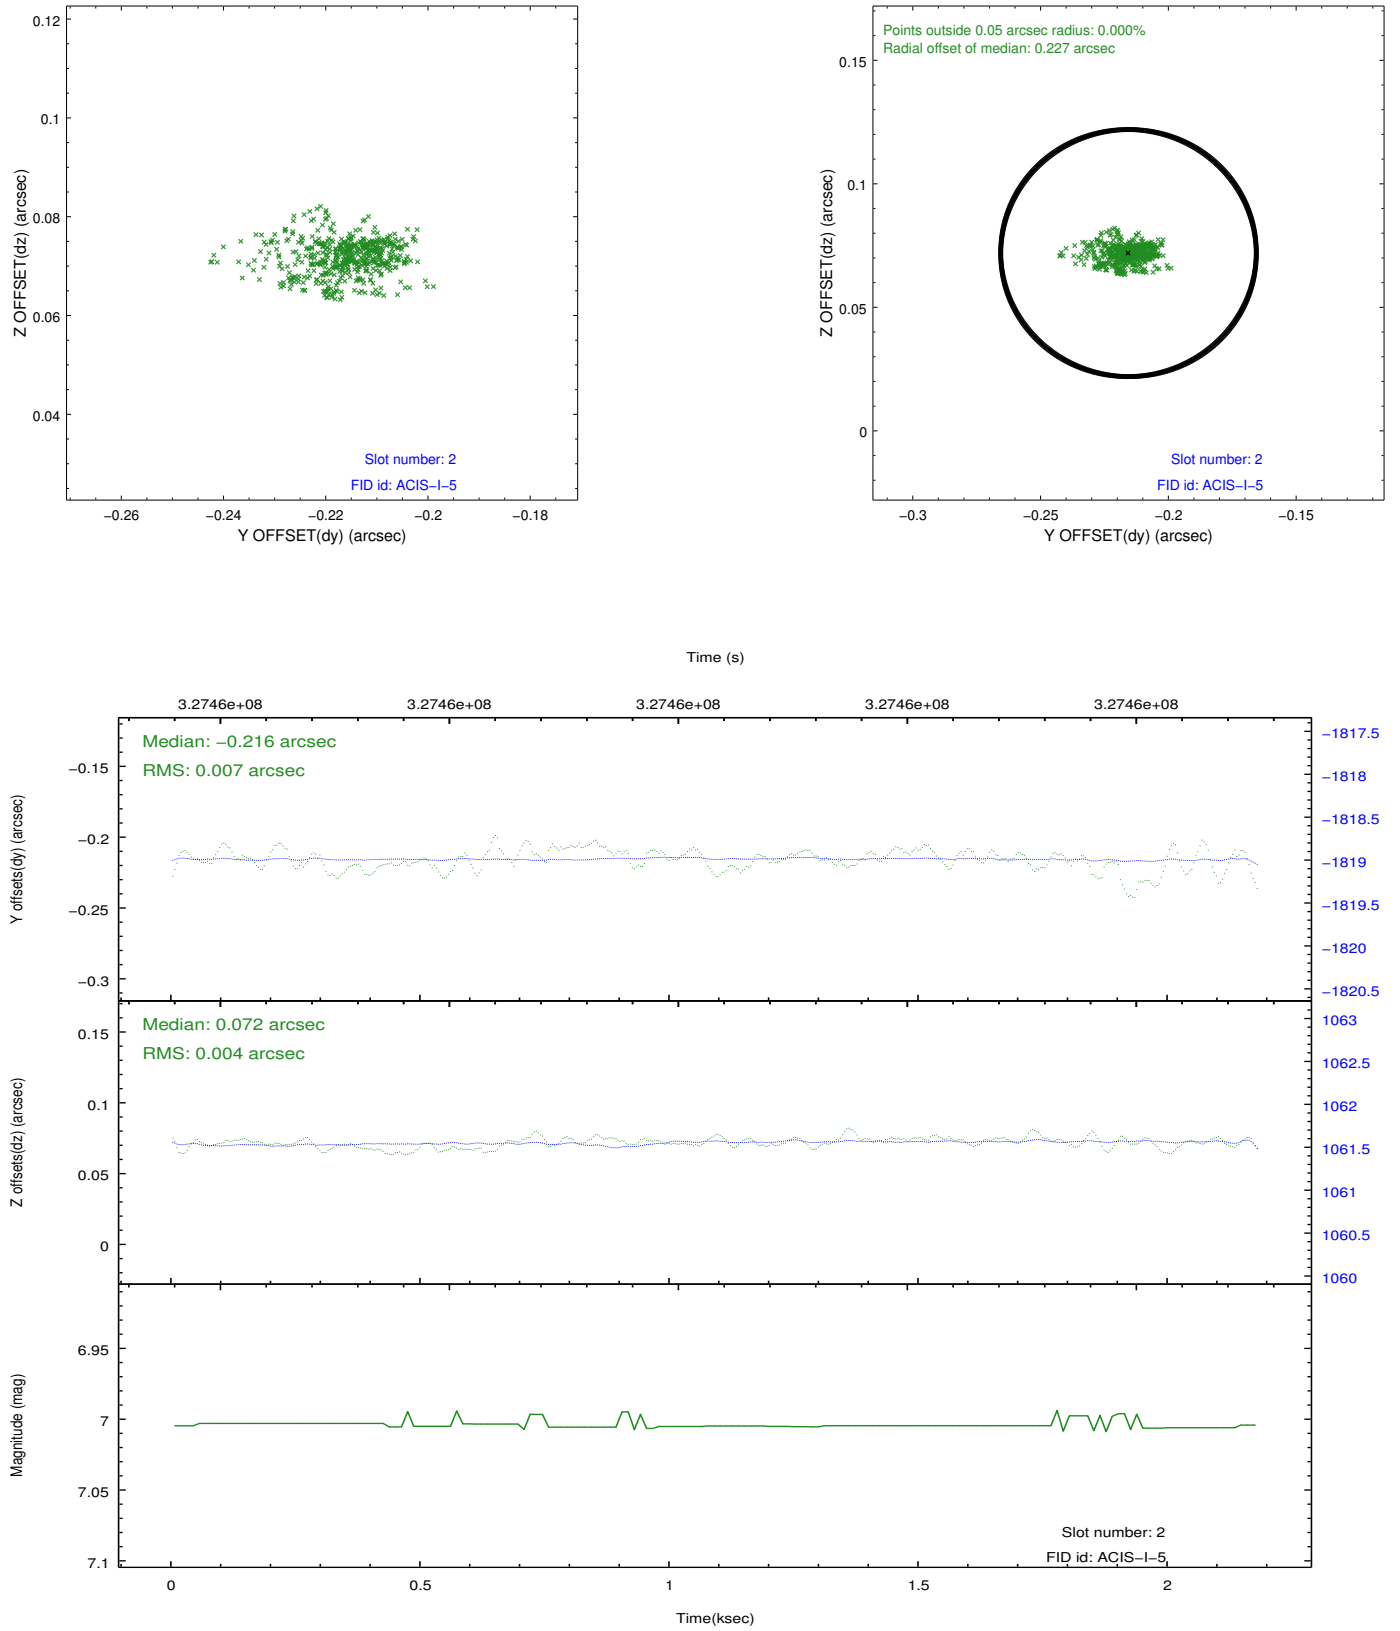 0.12
0.1
0.08
0.06
0.04
Z OFFSET(dz) (arcsec)
Slot number: 2
FID id: ACIS−I−5
−0.26 −0.24 −0.22 −0.2 −0.18
Y OFFSET(dy) (arcsec)
Points outside 0.05 arcsec radius: 0.000%
Radial offset of median: 0.227 arcsec
0.15
0.1
0.05
0
Z OFFSET(dz) (arcsec)
Slot number: 2
FID id: ACIS−I−5
−0.3 −0.25 −0.2 −0.15
Y OFFSET(dy) (arcsec)
Time (s)
3.2746e+08 3.2746e+08 3.2746e+08 3.2746e+08 3.2746e+08
Median: −0.216 arcsec
RMS: 0.007 arcsec
−0.15
−0.2
−0.25
−0.3
Y offsets(dy) (arcsec)
−1817.5
−1818
−1818.5
−1819
−1819.5
−1820
−1820.5
Median: 0.072 arcsec
RMS: 0.004 arcsec
0.15
0.1
0.05
0
Z offsets(dz) (arcsec)
1063
1062.5
1062
1061.5
1061
1060.5
1060
6.95
7
7.05
7.1
Magnitude (mag)
Slot number: 2
FID id: ACIS−I−5
0 0.5 1 1.5 2
Time(ksec)